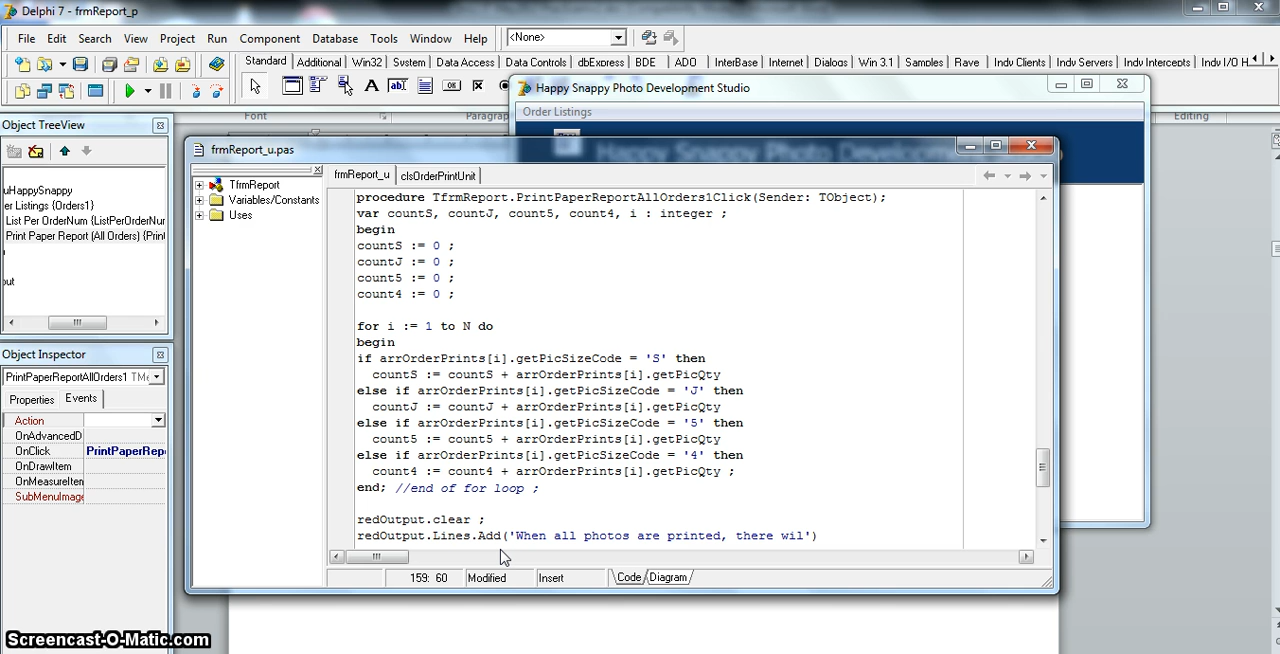 Delphi 7 - frmReport_p
File Edit Search View Project Run Component Database Tools Window Help <None>
Standard Additional Win32 System Data Access Data Controls dbExpress BDE ADO InterBase Internet Dialogs Win 3.1 Samples Rave Indy Clients Indy Servers Indy Intercepts Indy I/O H
Font Paragraph Editing
Happy Snappy Photo Development Studio
Order Listings
Object TreeView
uHappySnappy
er Listings {Orders1}
List Per OrderNum {ListPerOrderNur
Print Paper Report (All Orders) {Print
Object Inspector
PrintPaperReportAllOrders1
Properties Events
Action
OnAdvancedD
OnClick PrintPaperRep
OnDrawItem
OnMeasureIten
SubMenuImage
frmReport_u.pas
frmReport_u clsOrderPrintUnit
TfrmReport
Variables/Constants
Uses
procedure TfrmReport.PrintPaperReportAllOrders1Click(Sender: TObject);
var countS, countJ, count5, count4, i : integer ;
begin
countS := 0 ;
countJ := 0 ;
count5 := 0 ;
count4 := 0 ;
for i := 1 to N do
begin
if arrOrderPrints[i].getPicSizeCode = 'S' then
countS := countS + arrOrderPrints[i].getPicQty
else if arrOrderPrints[i].getPicSizeCode = 'J' then
countJ := countJ + arrOrderPrints[i].getPicQty
else if arrOrderPrints[i].getPicSizeCode = '5' then
count5 := count5 + arrOrderPrints[i].getPicQty
else if arrOrderPrints[i].getPicSizeCode = '4' then
count4 := count4 + arrOrderPrints[i].getPicQty ;
end; //end of for loop ;
redOutput.clear ;
redOutput.Lines.Add('When all photos are printed, there wil')
159: 60 Modified Insert Code Diagram
Screencast-O-Matic.com